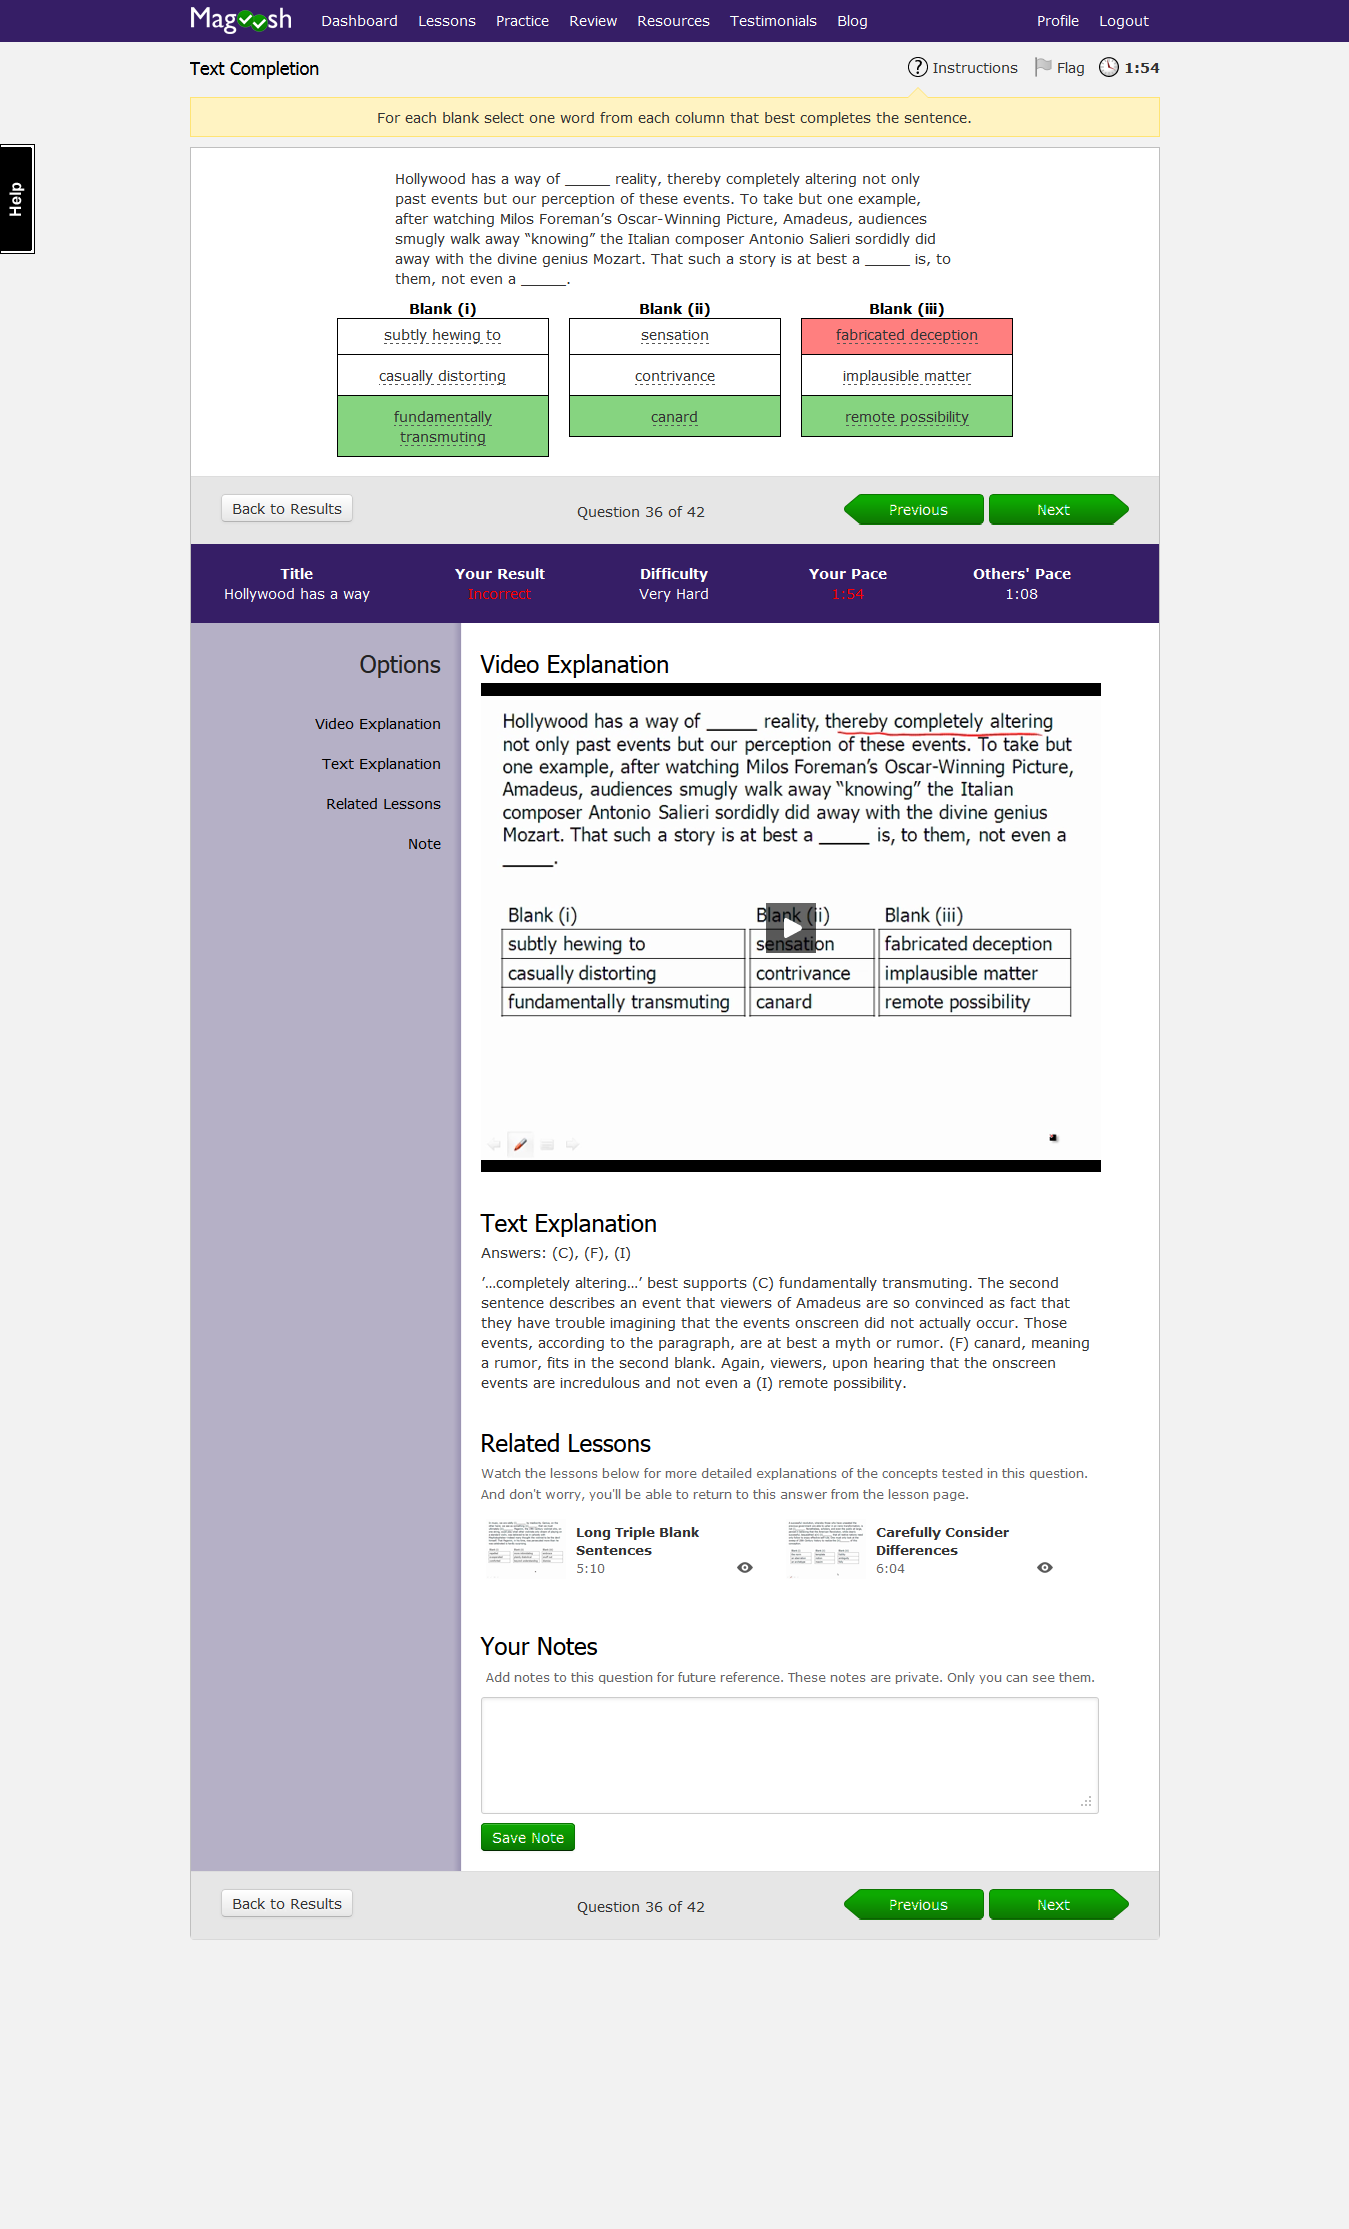 Magoosh Dashboard Lessons Practice Review Resources Testimonials Blog Profile Logout
Text Completion
? Instructions Flag 1:54
For each blank select one word from each column that best completes the sentence.
Help
Hollywood has a way of ______ reality, thereby completely altering not only
past events but our perception of these events. To take but one example,
after watching Milos Foreman’s Oscar-Winning Picture, Amadeus, audiences
smugly walk away “knowing” the Italian composer Antonio Salieri sordidly did
away with the divine genius Mozart. That such a story is at best a ______ is, to
them, not even a ______.
Blank (i) Blank (ii) Blank (iii)
subtly hewing to sensation fabricated deception
casually distorting contrivance implausible matter
fundamentally canard remote possibility
transmuting
Back to Results Question 36 of 42 Previous Next
Title Your Result Difficulty Your Pace Others' Pace
Hollywood has a way Incorrect Very Hard 1:54 1:08
Options
Video Explanation
Text Explanation
Related Lessons
Note
Video Explanation
Hollywood has a way of _____ reality, thereby completely altering
not only past events but our perception of these events. To take but
one example, after watching Milos Foreman’s Oscar-Winning Picture,
Amadeus, audiences smugly walk away “knowing” the Italian
composer Antonio Salieri sordidly did away with the divine genius
Mozart. That such a story is at best a _____ is, to them, not even a
_____.
Blank (i) Blank (ii) Blank (iii)
subtly hewing to sensation fabricated deception
casually distorting contrivance implausible matter
fundamentally transmuting canard remote possibility
Text Explanation
Answers: (C), (F), (I)
’...completely altering...’ best supports (C) fundamentally transmuting. The second
sentence describes an event that viewers of Amadeus are so convinced as fact that
they have trouble imagining that the events onscreen did not actually occur. Those
events, according to the paragraph, are at best a myth or rumor. (F) canard, meaning
a rumor, fits in the second blank. Again, viewers, upon hearing that the onscreen
events are incredulous and not even a (I) remote possibility.
Related Lessons
Watch the lessons below for more detailed explanations of the concepts tested in this question.
And don't worry, you'll be able to return to this answer from the lesson page.
Long Triple Blank
Sentences
5:10
Carefully Consider
Differences
6:04
Your Notes
Add notes to this question for future reference. These notes are private. Only you can see them.
Save Note
Back to Results Question 36 of 42 Previous Next